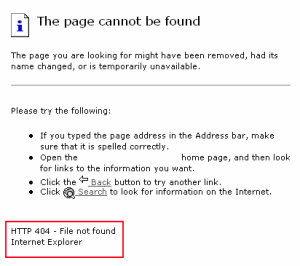 The page cannot be found
The page you are looking for might have been removed, had its
name changed, or is temporarily unavailable.
Please try the following:
If you typed the page address in the Address bar, make
sure that it is spelled correctly.
Open the home page, and then look
for links to the information you want.
Click the Back button to try another link.
Click Search to look for information on the Internet.
HTTP 404 - File not found
Internet Explorer